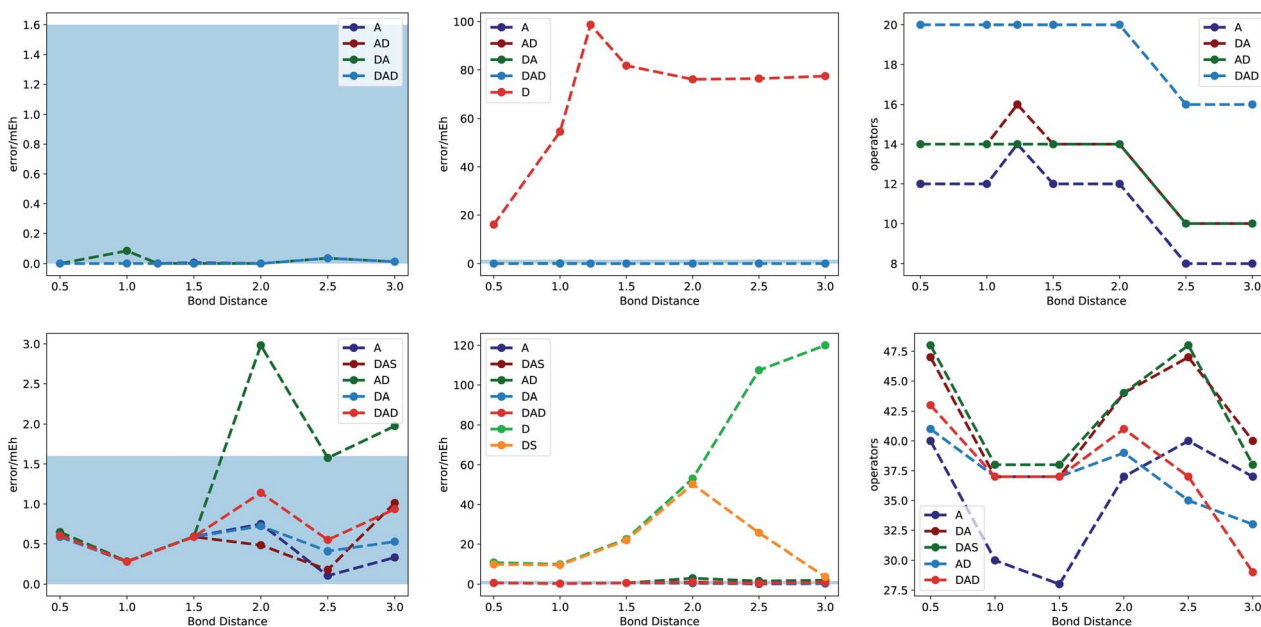 1.6
1.4
1.2
1.0
0.8
0.6
0.4
0.2
0.0
error/mEh
A
AD
DA
DAD
0.5 1.0 1.5 2.0 2.5 3.0
Bond Distance
100
80
60
40
20
0
error/mEh
A
AD
DA
DAD
D
0.5 1.0 1.5 2.0 2.5 3.0
Bond Distance
20
18
16
14
12
10
8
operators
A
DA
AD
DAD
0.5 1.0 1.5 2.0 2.5 3.0
Bond Distance
3.0
2.5
2.0
1.5
1.0
0.5
0.0
error/mEh
A
DAS
AD
DA
DAD
0.5 1.0 1.5 2.0 2.5 3.0
Bond Distance
120
100
80
60
40
20
0
error/mEh
A
DAS
AD
DA
DAD
D
DS
0.5 1.0 1.5 2.0 2.5 3.0
Bond Distance
47.5
45.0
42.5
40.0
37.5
35.0
32.5
30.0
27.5
operators
A
DA
DAS
AD
DAD
0.5 1.0 1.5 2.0 2.5 3.0
Bond Distance